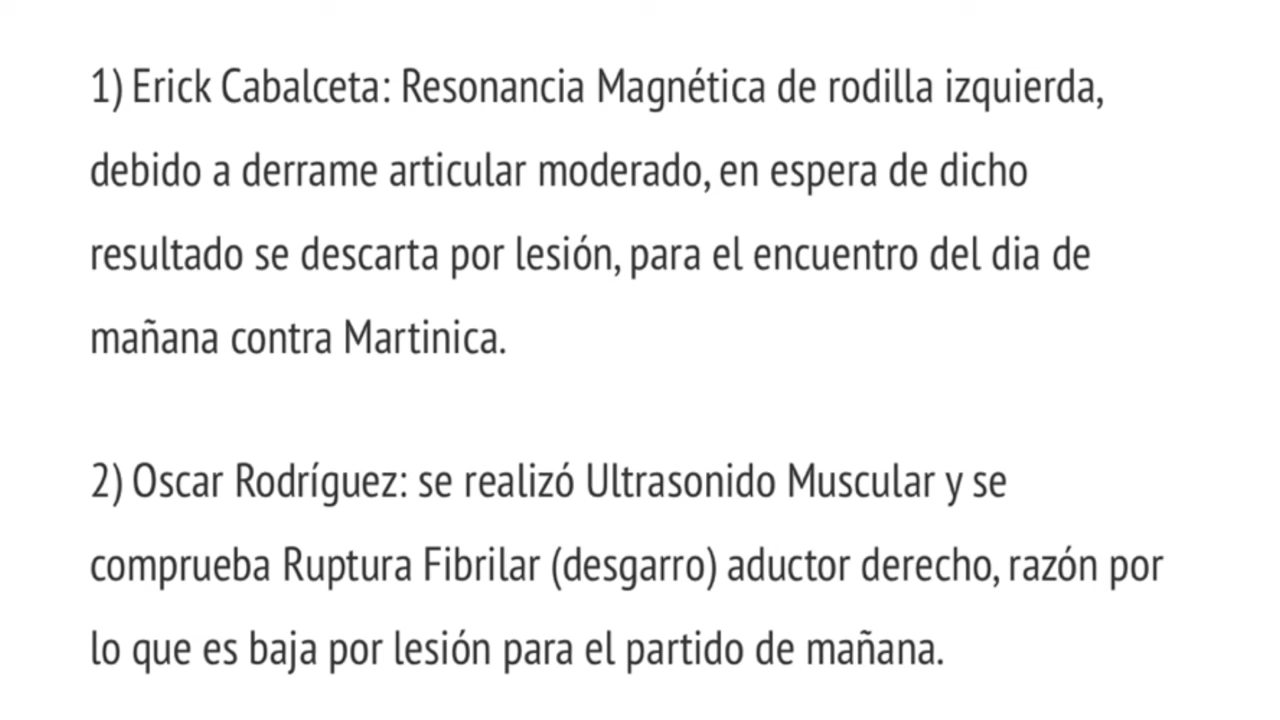 1) Erick Cabalceta: Resonancia Magnética de rodilla izquierda,
debido a derrame articular moderado, en espera de dicho
resultado se descarta por lesión, para el encuentro del dia de
mañana contra Martinica.
2) Oscar Rodríguez: se realizó Ultrasonido Muscular y se
comprueba Ruptura Fibrilar (desgarro) aductor derecho, razón por
lo que es baja por lesión para el partido de mañana.